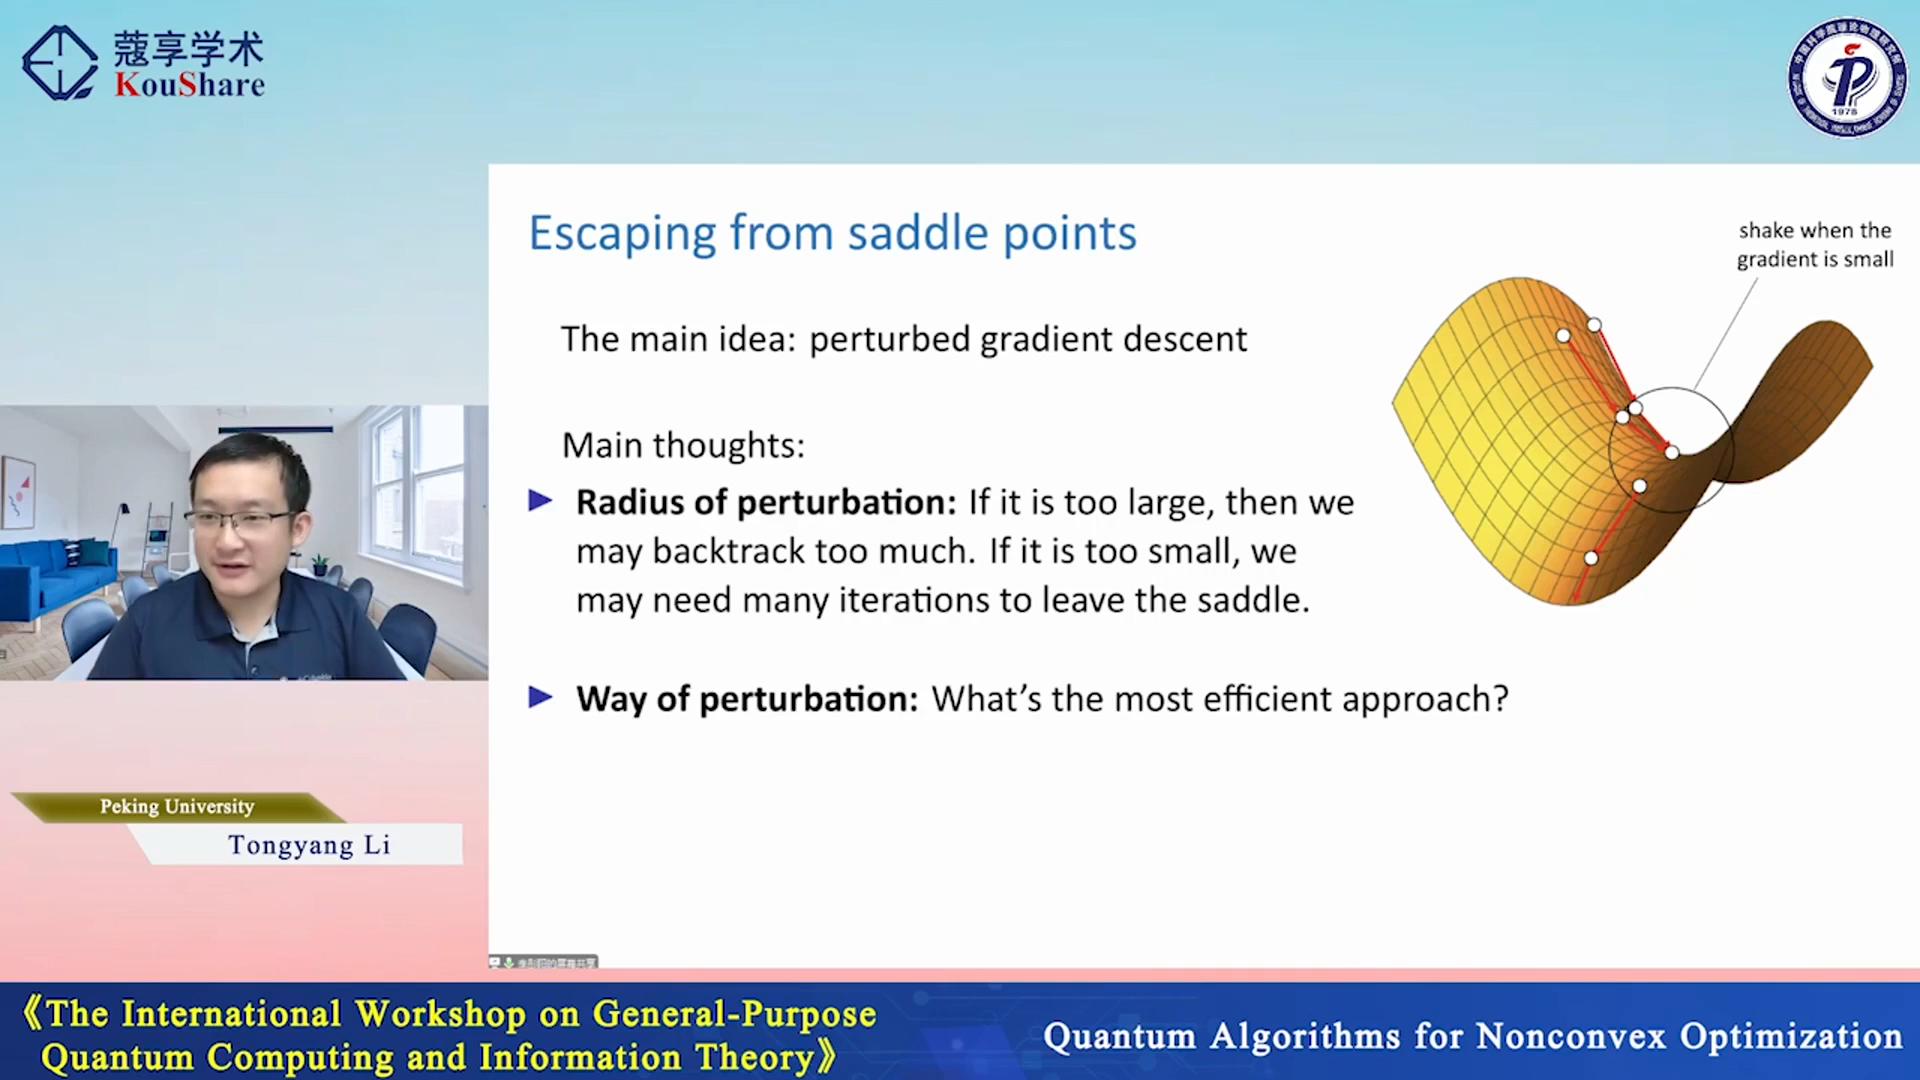 蔻享学术
KouShare
1978
Escaping from saddle points
shake when the
gradient is small
The main idea: perturbed gradient descent
Main thoughts:
Radius of perturbation: If it is too large, then we
may backtrack too much. If it is too small, we
may need many iterations to leave the saddle.
Way of perturbation: What's the most efficient approach?
Peking University
Tongyang Li
《The International Workshop on General-Purpose
Quantum Computing and Information Theory》
Quantum Algorithms for Nonconvex Optimization